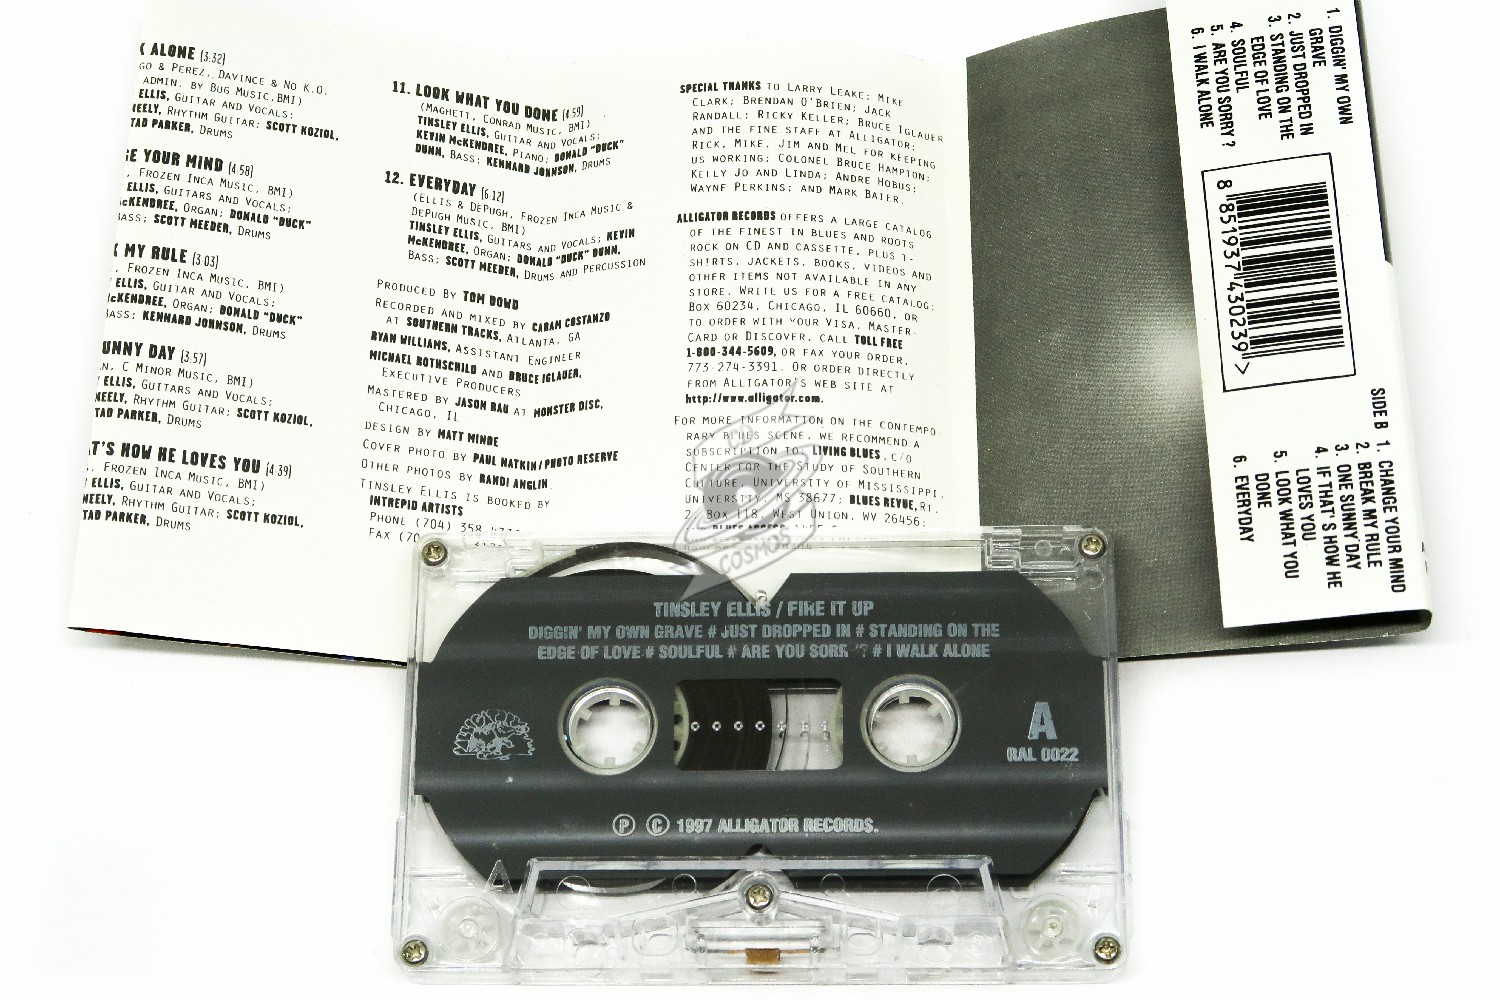 ALONE [3:32]
GO & PEREZ, DAVINCE & NO K.O.
ADMIN. BY BUG MUSIC, BMI)
ELLIS, GUITAR AND VOCALS;
EELY, RHYTHM GUITAR; SCOTT KOZIOL,
TAD PARKER, DRUMS
E YOUR MIND [4:58]
, FROZEN INCA MUSIC, BMI)
ELLIS, GUITARS AND VOCALS;
cKENDREE, ORGAN; DONALD "DUCK"
BASS; SCOTT MEEDER, DRUMS
MY RULE [3:03]
., FROZEN INCA MUSIC, BMI)
ELLIS, GUITAR AND VOCALS;
cKENDREE, ORGAN; DONALD "DUCK"
BASS; KENNARD JOHNSON, DRUMS
UNNY DAY [3:57]
N, C MINOR MUSIC, BMI)
ELLIS, GUITARS AND VOCALS;
NEELY, RHYTHM GUITAR; SCOTT KOZIOL,
TAD PARKER, DRUMS
T'S HOW HE LOVES YOU [4:39]
., FROZEN INCA MUSIC, BMI)
ELLIS, GUITAR AND VOCALS;
NEELY, RHYTHM GUITAR; SCOTT KOZIOL,
TAD PARKER, DRUMS
11. LOOK WHAT YOU DONE [4:59]
(MAGHETT, CONRAD MUSIC, BMI)
TINSLEY ELLIS, GUITAR AND VOCALS;
KEVIN McKENDREE, PIANO; DONALD "DUCK"
DUNN, BASS; KENNARD JOHNSON, DRUMS
12. EVERYDAY [6:12]
(ELLIS & DEPUGH, FROZEN INCA MUSIC &
DEPUGH MUSIC, BMI)
TINSLEY ELLIS, GUITARS AND VOCALS; KEVIN
McKENDREE, ORGAN; DONALD "DUCK" DUNN,
BASS; SCOTT MEEDER, DRUMS AND PERCUSSION
PRODUCED BY TOM DOWD
RECORDED AND MIXED BY CARAM COSTANZO
AT SOUTHERN TRACKS, ATLANTA, GA
RYAN WILLIAMS, ASSISTANT ENGINEER
MICHAEL ROTHSCHILD AND BRUCE IGLAUER,
EXECUTIVE PRODUCERS
MASTERED BY JASON RAU AT MONSTER DISC,
CHICAGO, IL
DESIGN BY MATT MINDE
COVER PHOTO BY PAUL NATKIN/PHOTO RESERVE
OTHER PHOTOS BY RANDI ANGLIN
TINSLEY ELLIS IS BOOKED BY
INTREPID ARTISTS
PHONE (704) 358
FAX (70
SPECIAL THANKS TO LARRY LEAKE; MIKE
CLARK; BRENDAN O'BRIEN; JACK
RANDALL; RICKY KELLER; BRUCE IGLAUER
AND THE FINE STAFF AT ALLIGATOR;
RICK, MIKE, JIM AND MEL FOR KEEPING
US WORKING; COLONEL BRUCE HAMPTON;
KELLY JO AND LINDA; ANDRE HOBUS;
WAYNE PERKINS; AND MARK BAIER.
ALLIGATOR RECORDS OFFERS A LARGE CATALOG
OF THE FINEST IN BLUES AND ROOTS
ROCK ON CD AND CASSETTE, PLUS T-
SHIRTS, JACKETS, BOOKS, VIDEOS AND
OTHER ITEMS NOT AVAILABLE IN ANY
STORE. WRITE US FOR A FREE CATALOG:
BOX 60234, CHICAGO, IL 60660, OR
TO ORDER WITH YOUR VISA, MASTER-
CARD OR DISCOVER, CALL TOLL FREE
1-800-344-5609, OR FAX YOUR ORDER,
773-274-3391. OR ORDER DIRECTLY
FROM ALLIGATOR'S WEB SITE AT
http://www.alligator.com.
FOR MORE INFORMATION ON THE CONTEMPO-
RARY BLUES SCENE, WE RECOMMEND A
SUBSCRIPTION TO LIVING BLUES, C/O
CENTER FOR THE STUDY OF SOUTHERN
CULTURE, UNIVERSITY OF MISSISSIPPI,
UNIVERSITY, MS 38677; BLUES REVUE, RT.
2, BOX 118, WEST UNION, WV 26456;
BLUES ACCESS
1. DIGGIN' MY OWN
GRAVE
2. JUST DROPPED IN
3. STANDING ON THE
EDGE OF LOVE
4. SOULFUL
5. ARE YOU SORRY?
6. I WALK ALONE
8 85193743023 9 >
SIDE B
1. CHANGE YOUR MIND
2. BREAK MY RULE
3. ONE SUNNY DAY
4. IF THAT'S HOW HE
LOVES YOU
5. LOOK WHAT YOU
DONE
6. EVERYDAY
CD
COSMOS
TINSLEY ELLIS / FIRE IT UP
DIGGIN' MY OWN GRAVE # JUST DROPPED IN # STANDING ON THE
EDGE OF LOVE # SOULFUL # ARE YOU SORR ? # I WALK ALONE
A
RAL 0022
Ⓟ © 1997 ALLIGATOR RECORDS.
A